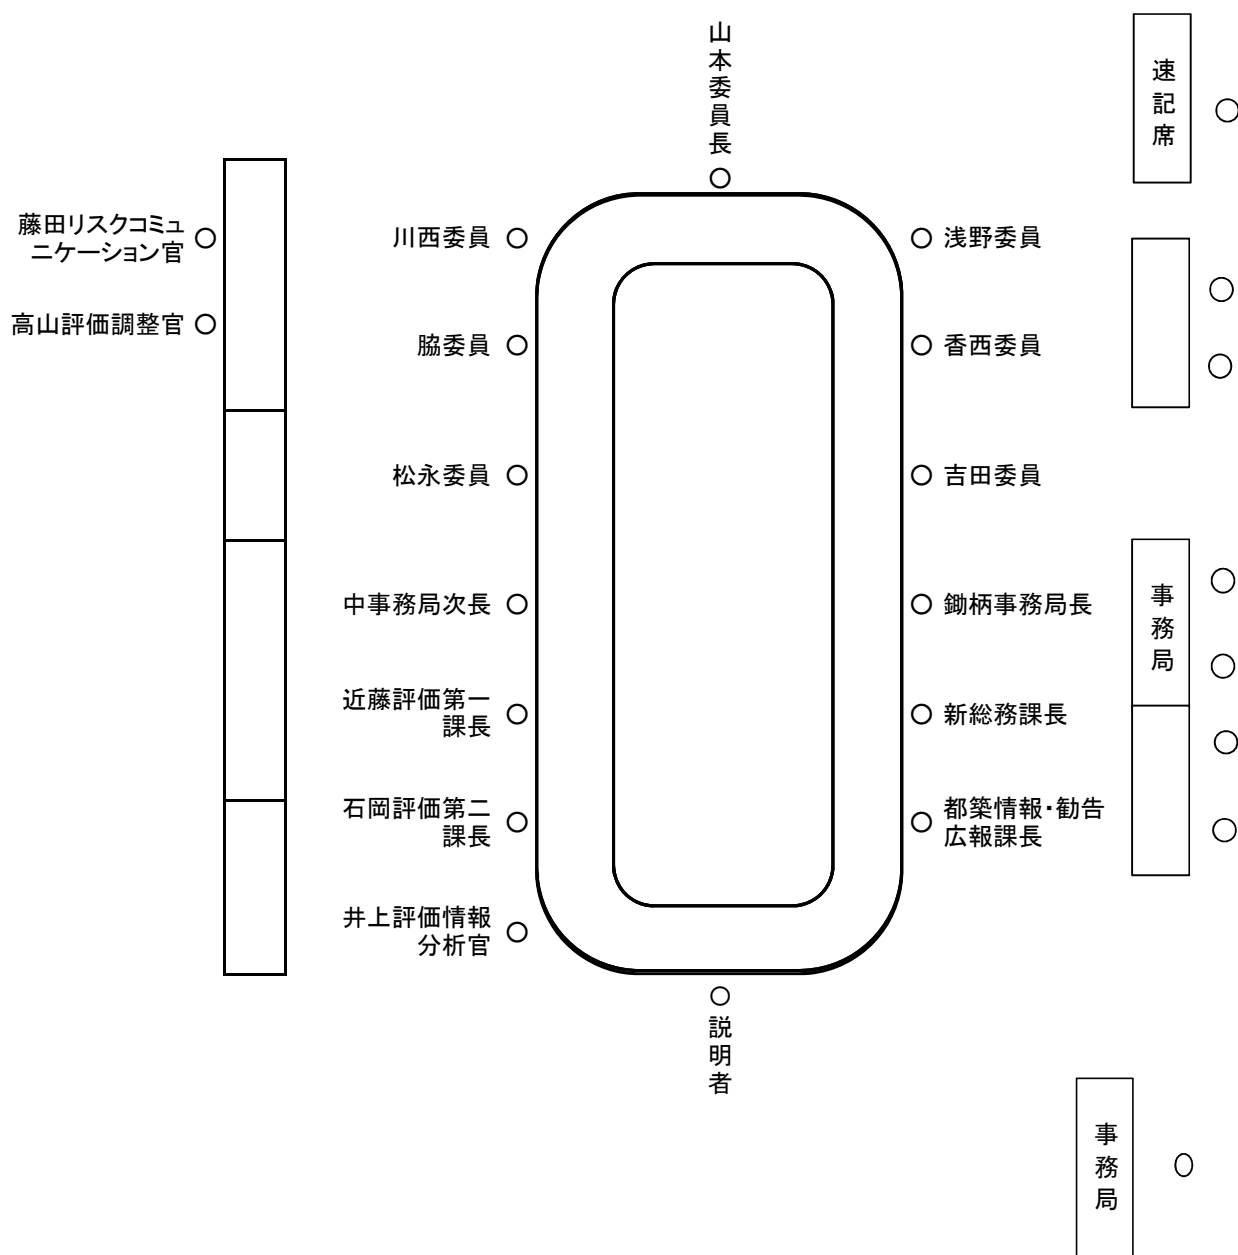 山本委員長
速記席
藤田リスクコミュ
ニケーション官
川西委員
浅野委員
高山評価調整官
脇委員
香西委員
松永委員
吉田委員
中事務局次長
鋤柄事務局長
事務局
近藤評価第一
課長
新総務課長
石岡評価第二
課長
都築情報・勧告
広報課長
井上評価情報
分析官
説明者
事務局